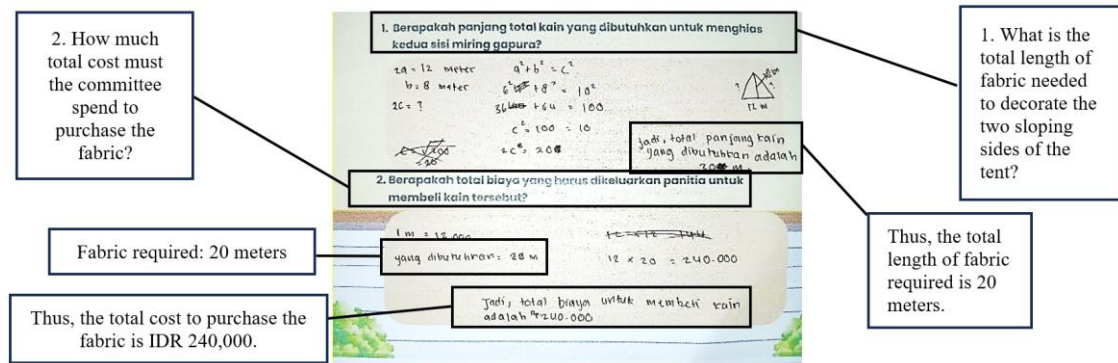 2. How much
total cost must
the committee
spend to
purchase the
fabric?
1. Berapakah panjang total kain yang dibutuhkan untuk menghias
kedua sisi miring gapura?
2a = 12 meter
b = 8 meter
2c = ?
a² + b² = c²
6² + 8² = 10²
36 + 64 = 100
c² = 100 = 10
2c = 20
12 m
jadi, total panjang kain
yang dibutuhkan adalah
20 m
2. Berapakah total biaya yang harus dikeluarkan panitia untuk
membeli kain tersebut?
1 m = 12.000
yang dibutuhkan: 20 m
12 × 12 = 144
12 × 20 = 240.000
Jadi, total biaya untuk membeli kain
adalah 240.000
1. What is the
total length of
fabric needed
to decorate the
two sloping
sides of the
tent?
Fabric required: 20 meters
Thus, the total cost to purchase the
fabric is IDR 240,000.
Thus, the total
length of fabric
required is 20
meters.